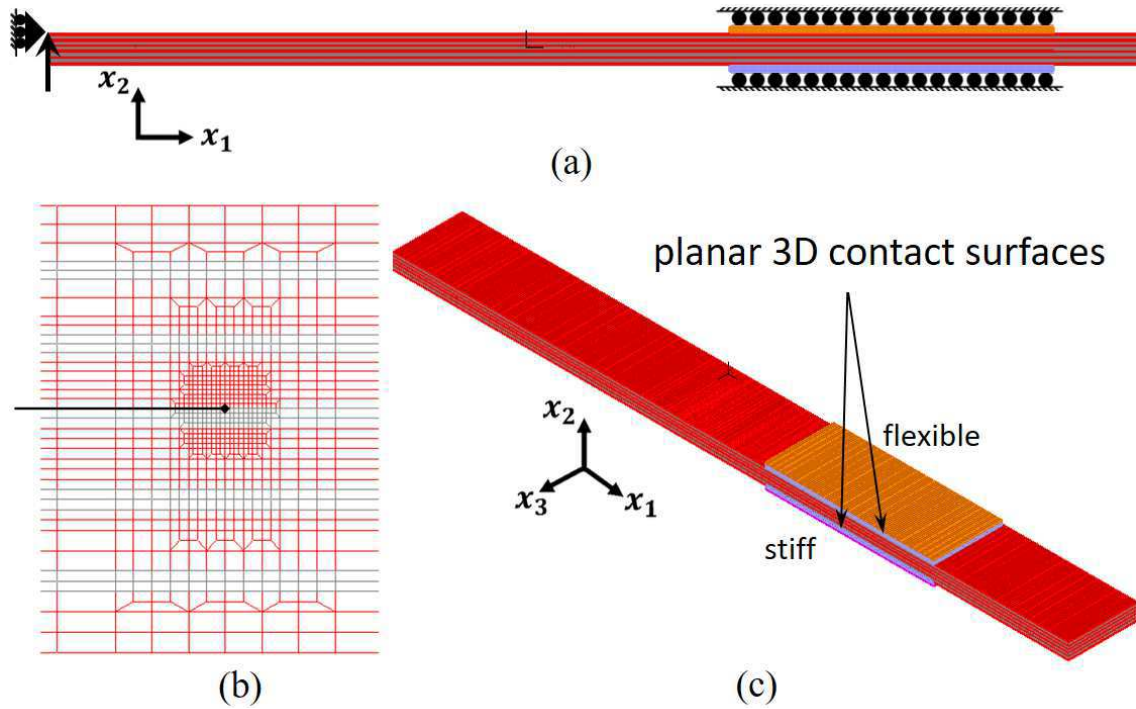 x₂
x₁
(a)
planar 3D contact surfaces
x₂
flexible
x₃
x₁
stiff
(b)
(c)